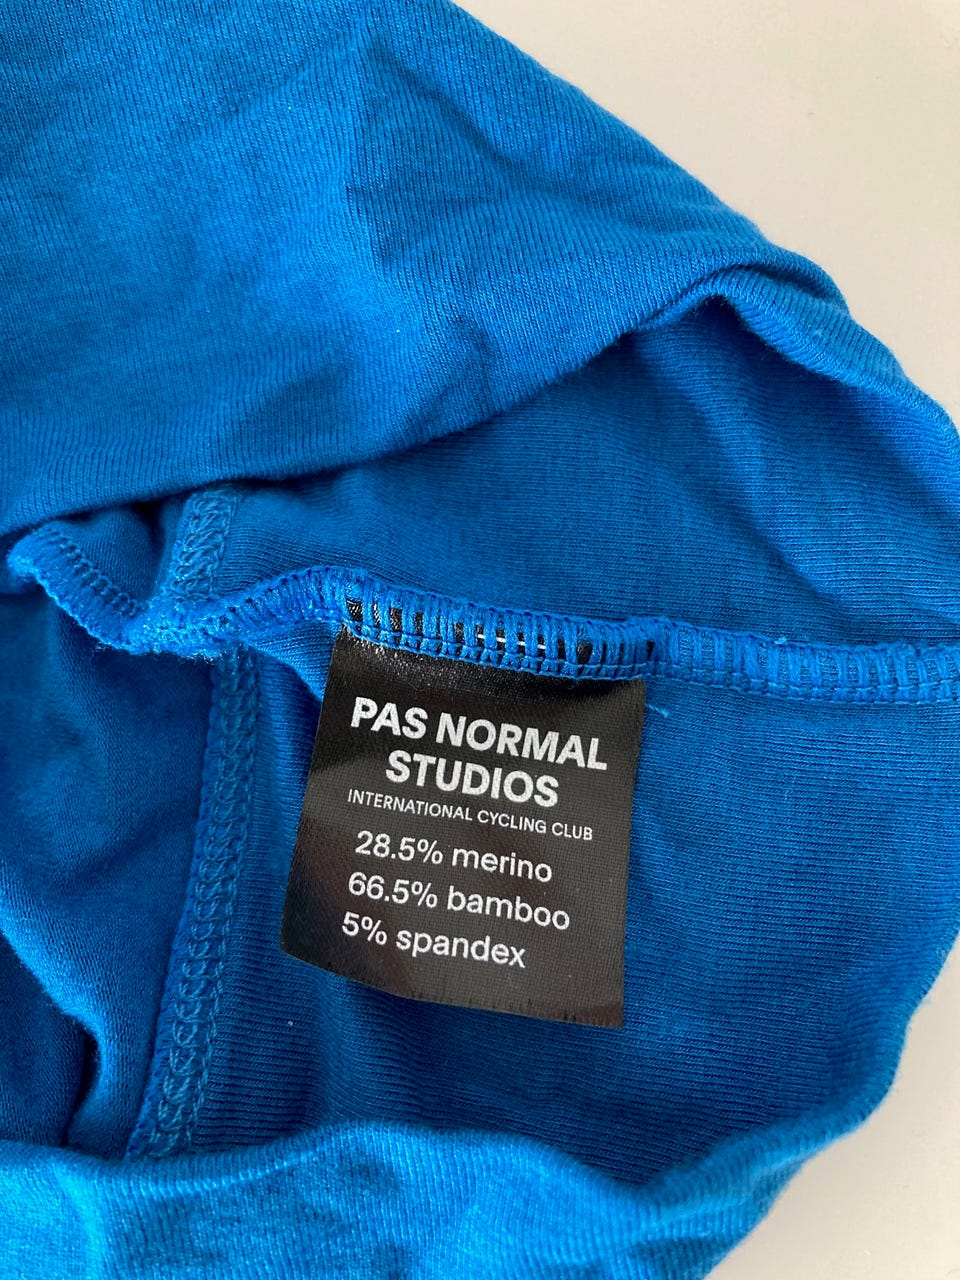 PAS NORMAL
STUDIOS
INTERNATIONAL CYCLING CLUB
28.5% merino
66.5% bamboo
5% spandex